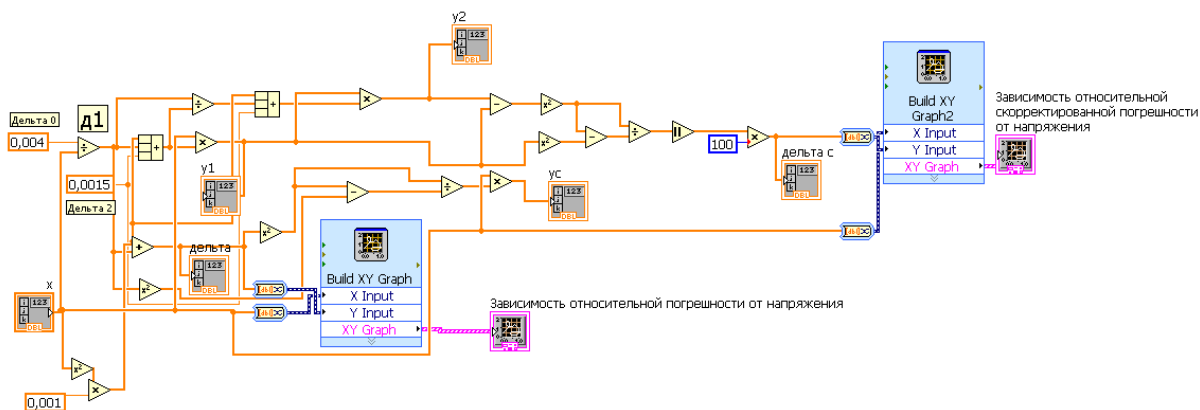 y2
Дельта 0
д1
0,004
0,0015
Дельта 2
y1
100
дельта с
yc
дельта
x
0,001
Build XY Graph
X Input
Y Input
XY Graph
Зависимость относительной погрешности от напряжения
Build XY
Graph2
X Input
Y Input
XY Graph
Зависимость относительной
скорректированной погрешности
от напряжения